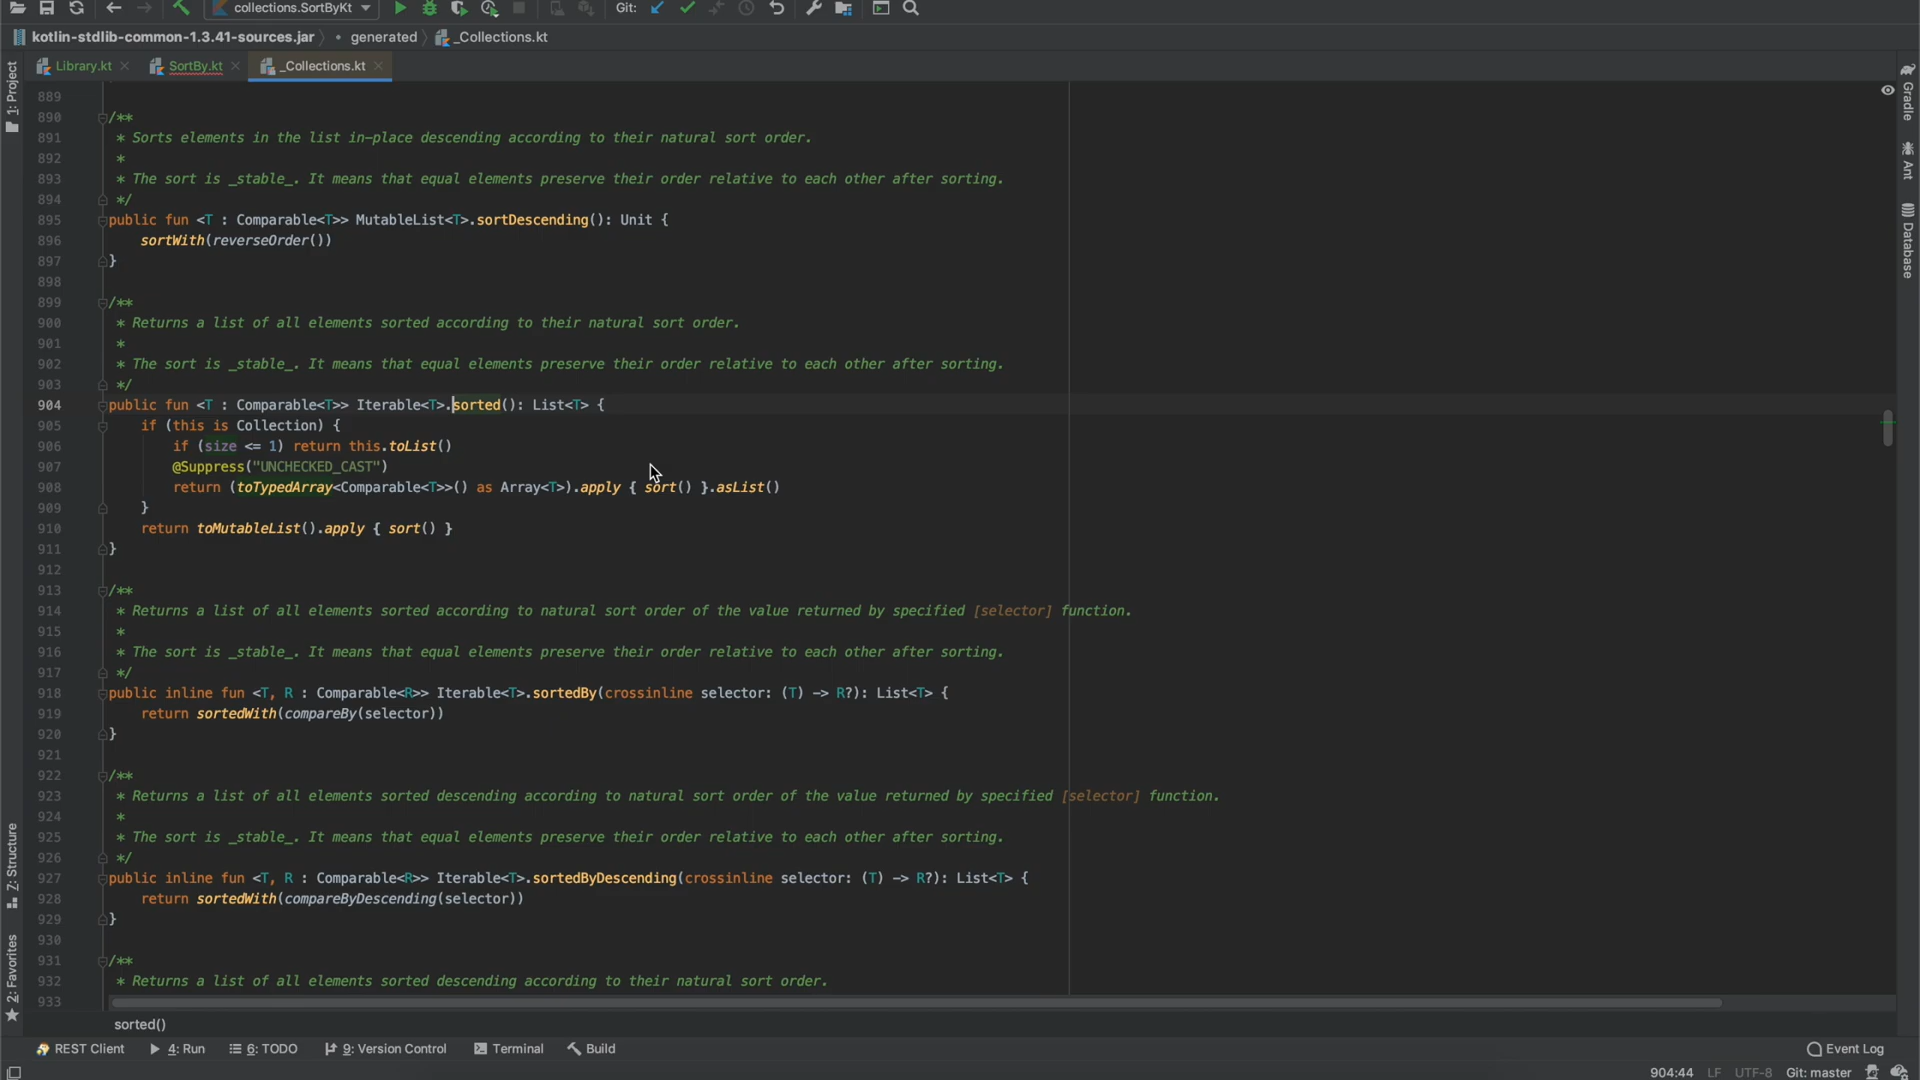 collections.SortByKt
Git:
kotlin-stdlib-common-1.3.41-sources.jar
generated
_Collections.kt
Library.kt
SortBy.kt
_Collections.kt
1: Project
Gradle
Ant
Database
889
890 /**
891 * Sorts elements in the list in-place descending according to their natural sort order.
892 *
893 * The sort is _stable_. It means that equal elements preserve their order relative to each other after sorting.
894 */
895 public fun <T : Comparable<T>> MutableList<T>.sortDescending(): Unit {
896 sortWith(reverseOrder())
897 }
898
899 /**
900 * Returns a list of all elements sorted according to their natural sort order.
901 *
902 * The sort is _stable_. It means that equal elements preserve their order relative to each other after sorting.
903 */
904 public fun <T : Comparable<T>> Iterable<T>.sorted(): List<T> {
905 if (this is Collection) {
906 if (size <= 1) return this.toList()
907 @Suppress("UNCHECKED_CAST")
908 return (toTypedArray<Comparable<T>>() as Array<T>).apply { sort() }.asList()
909 }
910 return toMutableList().apply { sort() }
911 }
912
913 /**
914 * Returns a list of all elements sorted according to natural sort order of the value returned by specified [selector] function.
915 *
916 * The sort is _stable_. It means that equal elements preserve their order relative to each other after sorting.
917 */
918 public inline fun <T, R : Comparable<R>> Iterable<T>.sortedBy(crossinline selector: (T) -> R?): List<T> {
919 return sortedWith(compareBy(selector))
920 }
921
922 /**
923 * Returns a list of all elements sorted descending according to natural sort order of the value returned by specified [selector] function.
924 *
925 * The sort is _stable_. It means that equal elements preserve their order relative to each other after sorting.
926 */
927 public inline fun <T, R : Comparable<R>> Iterable<T>.sortedByDescending(crossinline selector: (T) -> R?): List<T> {
928 return sortedWith(compareByDescending(selector))
929 }
930
931 /**
932 * Returns a list of all elements sorted descending according to their natural sort order.
933
Z: Structure
2: Favorites
sorted()
REST Client
4: Run
6: TODO
9: Version Control
Terminal
Build
Event Log
904:44 LF UTF-8 Git: master